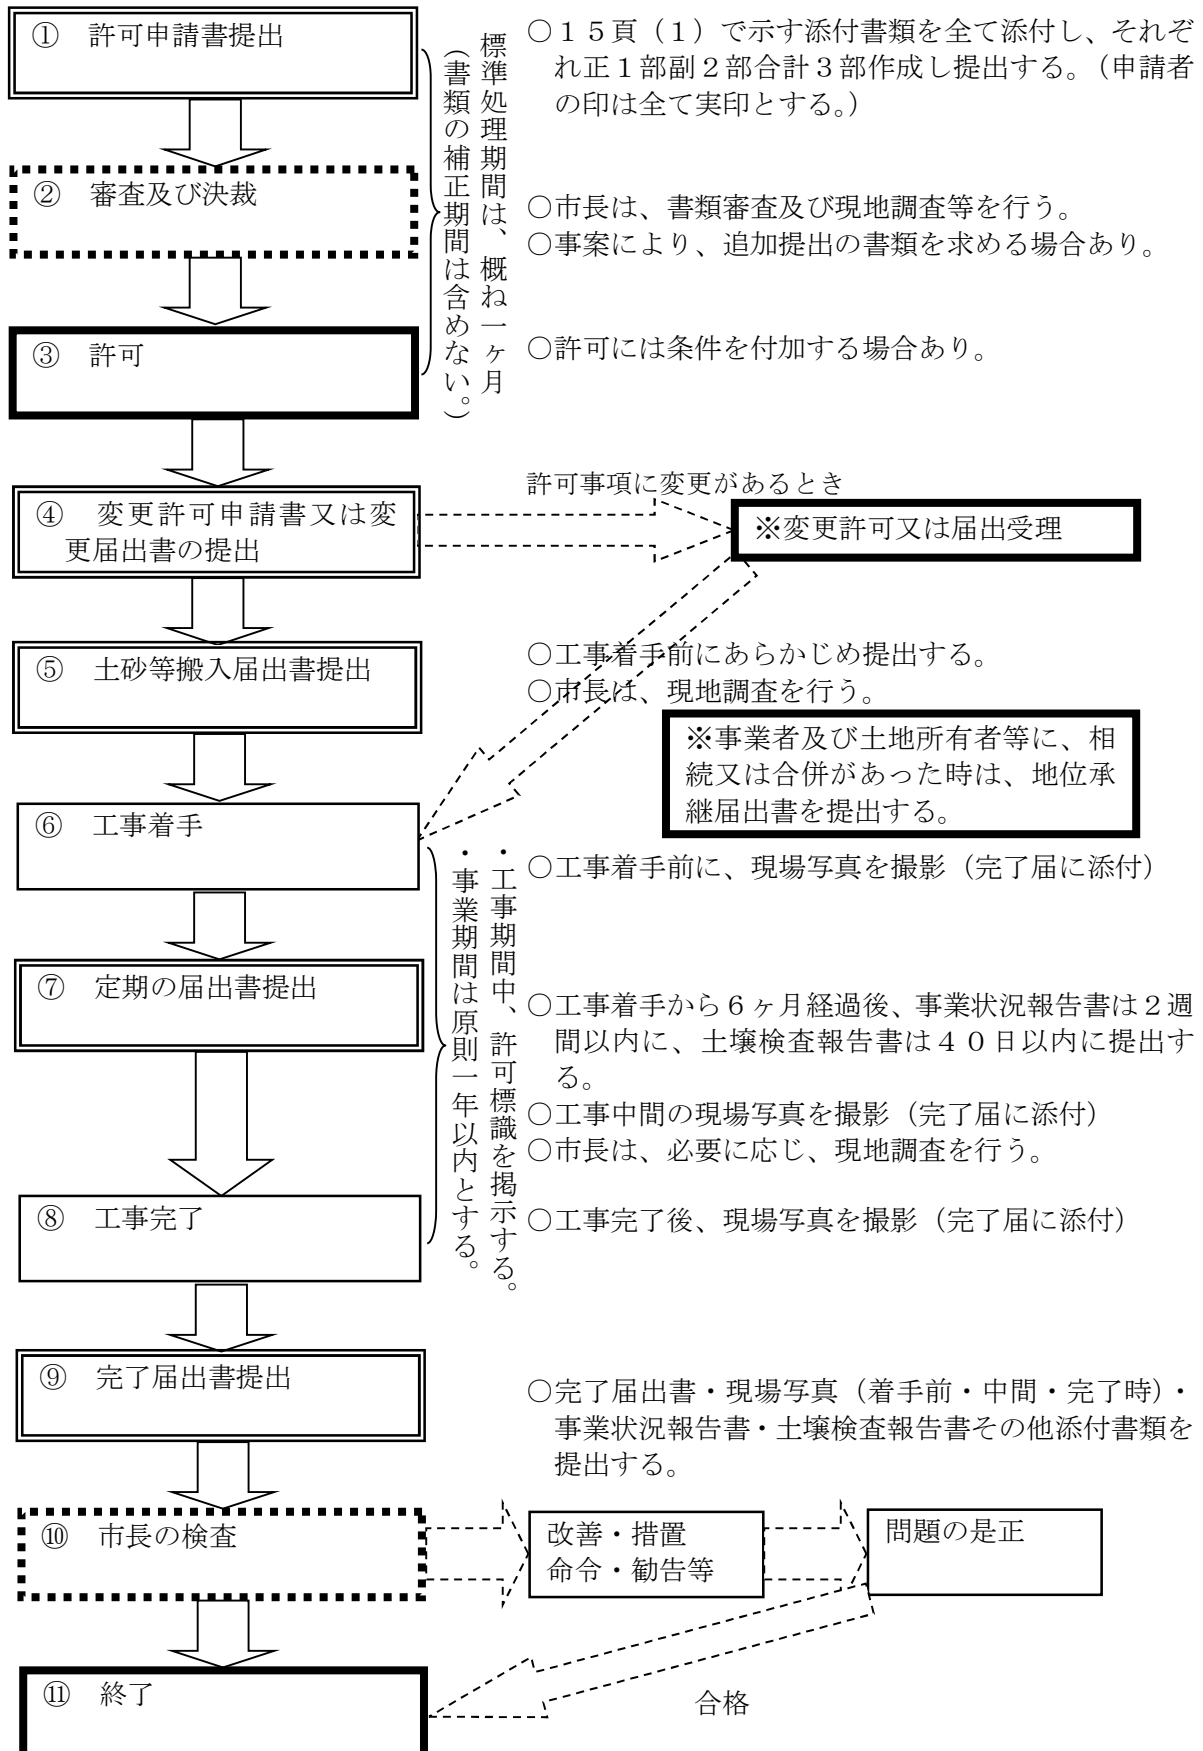 ①　許可申請書提出
○１５頁（１）で示す添付書類を全て添付し、それぞ
れ正１部副２部合計３部作成し提出する。（申請者
の印は全て実印とする。）
標準処理期間は、概ね一ヶ月
（書類の補正期間は含めない。）
②　審査及び決裁
○市長は、書類審査及び現地調査等を行う。
○事案により、追加提出の書類を求める場合あり。
③　許可
○許可には条件を付加する場合あり。
許可事項に変更があるとき
④　変更許可申請書又は変
更届出書の提出
※変更許可又は届出受理
⑤　土砂等搬入届出書提出
○工事着手前にあらかじめ提出する。
○市長は、現地調査を行う。
※事業者及び土地所有者等に、相
続又は合併があった時は、地位承
継届出書を提出する。
⑥　工事着手
○工事着手前に、現場写真を撮影（完了届に添付）
・工事期間中、許可標識を掲示する。
・事業期間は原則一年以内とする。
⑦　定期の届出書提出
○工事着手から６ヶ月経過後、事業状況報告書は２週
間以内に、土壌検査報告書は４０日以内に提出す
る。
○工事中間の現場写真を撮影（完了届に添付）
○市長は、必要に応じ、現地調査を行う。
⑧　工事完了
○工事完了後、現場写真を撮影（完了届に添付）
⑨　完了届出書提出
○完了届出書・現場写真（着手前・中間・完了時）・
事業状況報告書・土壌検査報告書その他添付書類を
提出する。
⑩　市長の検査
改善・措置
命令・勧告等
問題の是正
⑪　終了
合格